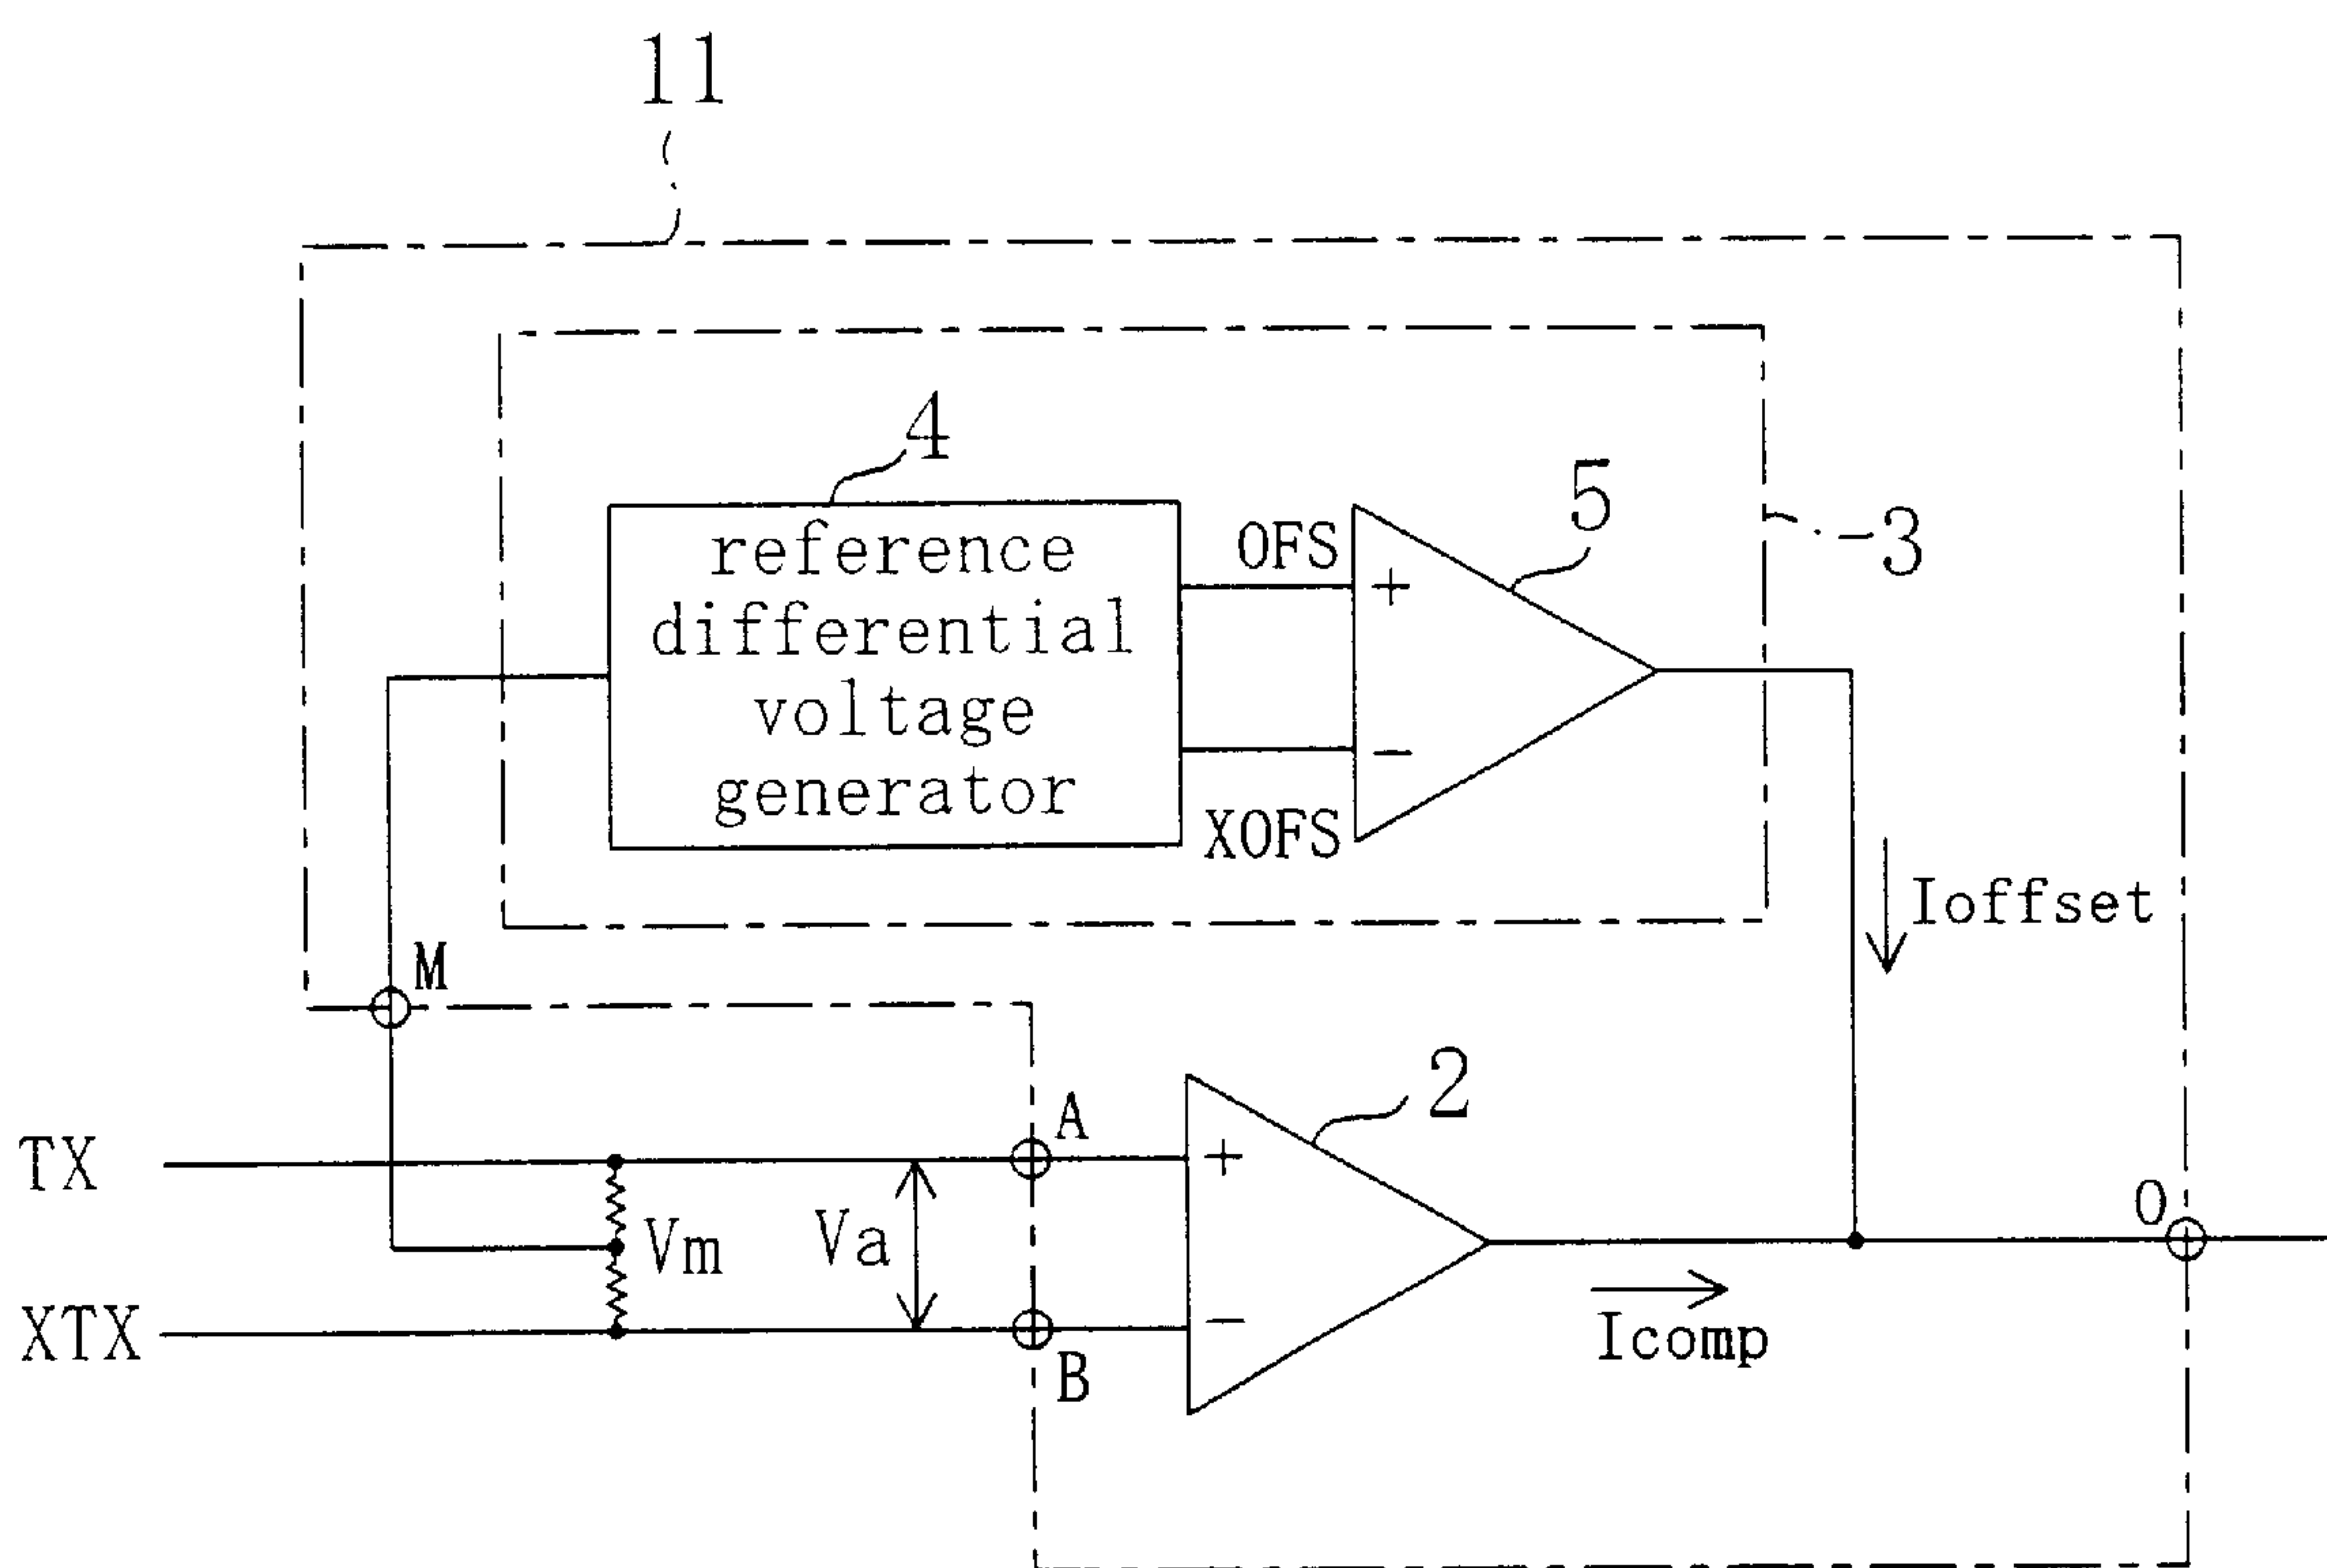 11
4
5
reference
differential
voltage
generator
OFS
+
-
XOFS
-3
Ioffset
M
A
2
TX
+
Vm
Va
O
XTX
-
B
Icomp